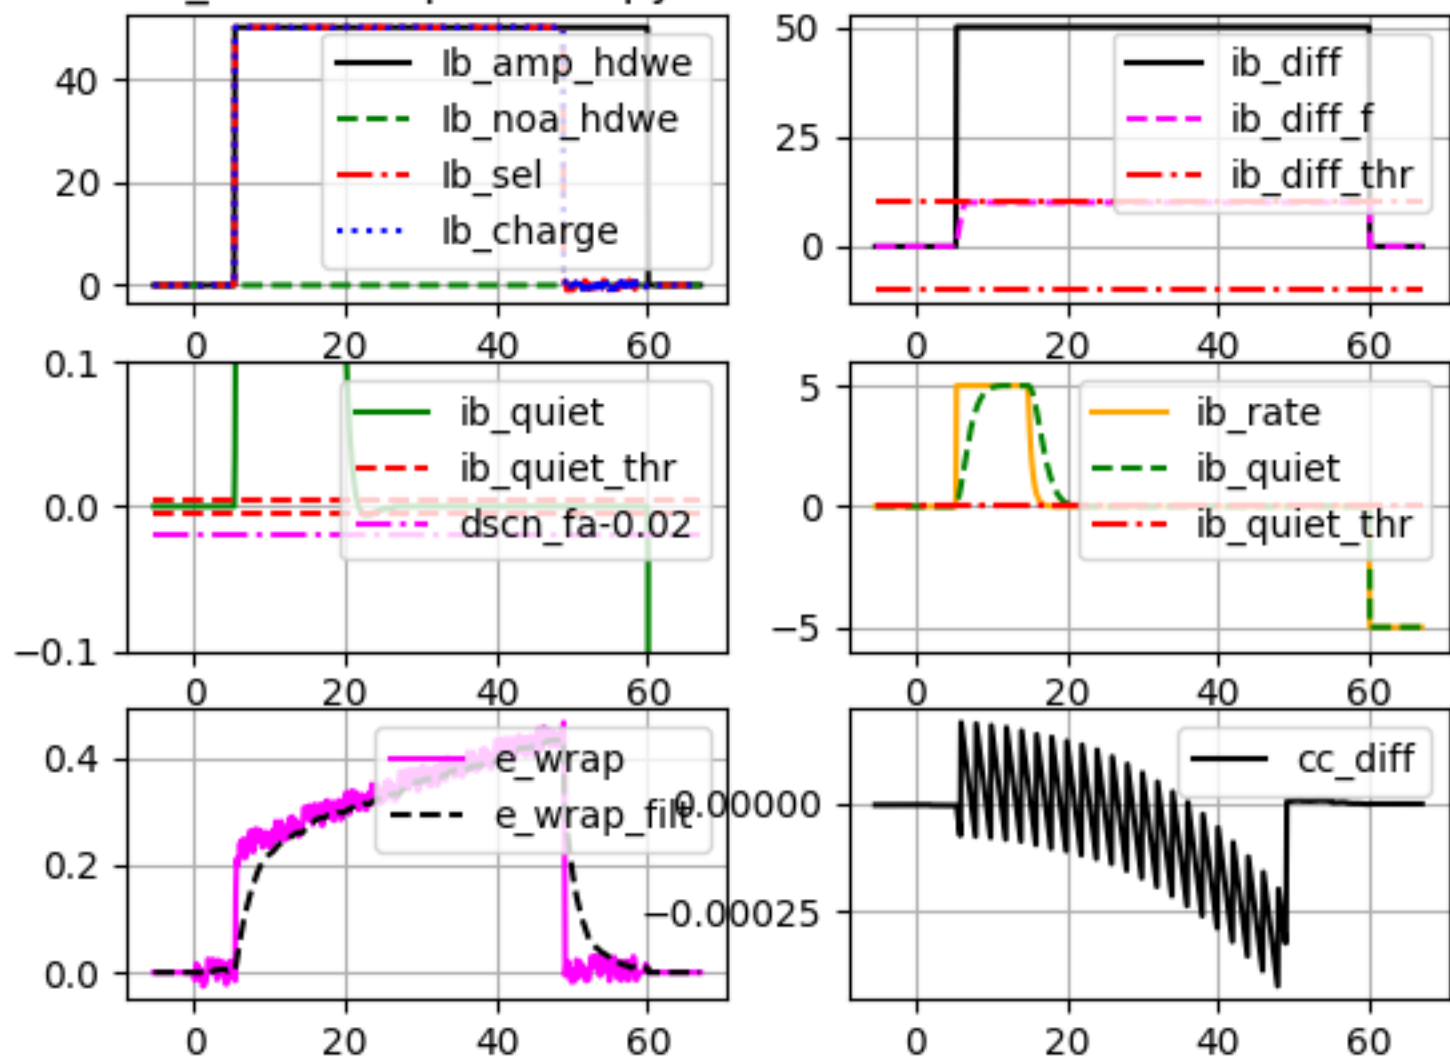 Ib_amp_hdwe
Ib_noa_hdwe
Ib_sel
Ib_charge
40
20
0
0 20 40 60
ib_diff
ib_diff_f
ib_diff_thr
50
25
0
0 20 40 60
ib_quiet
ib_quiet_thr
dscn_fa-0.02
0.1
0.0
−0.1
0 20 40 60
ib_rate
ib_quiet
ib_quiet_thr
5
0
−5
0 20 40 60
e_wrap
e_wrap_filt
0.4
0.2
0.0
0 20 40 60
cc_diff
0.00000
−0.00025
0 20 40 60